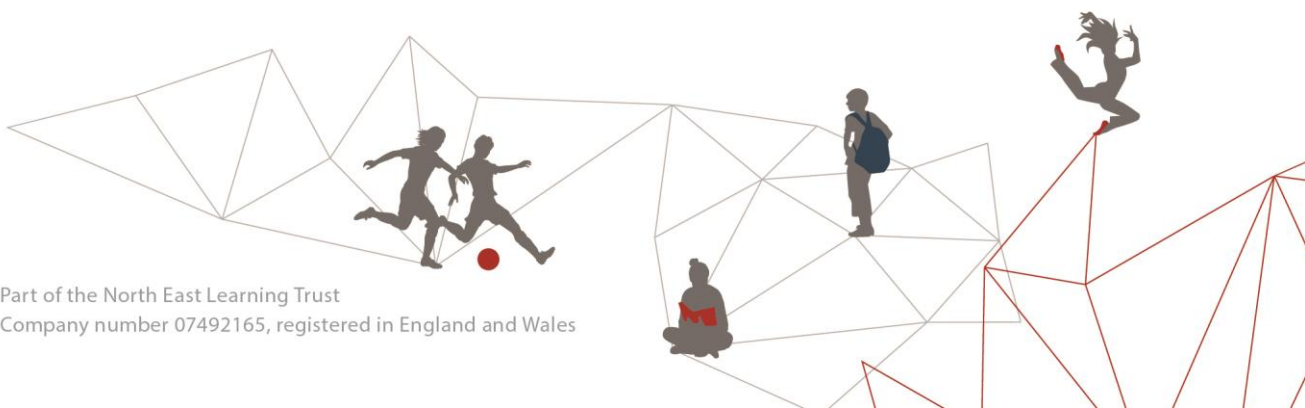 Part of the North East Learning Trust
Company number 07492165, registered in England and Wales